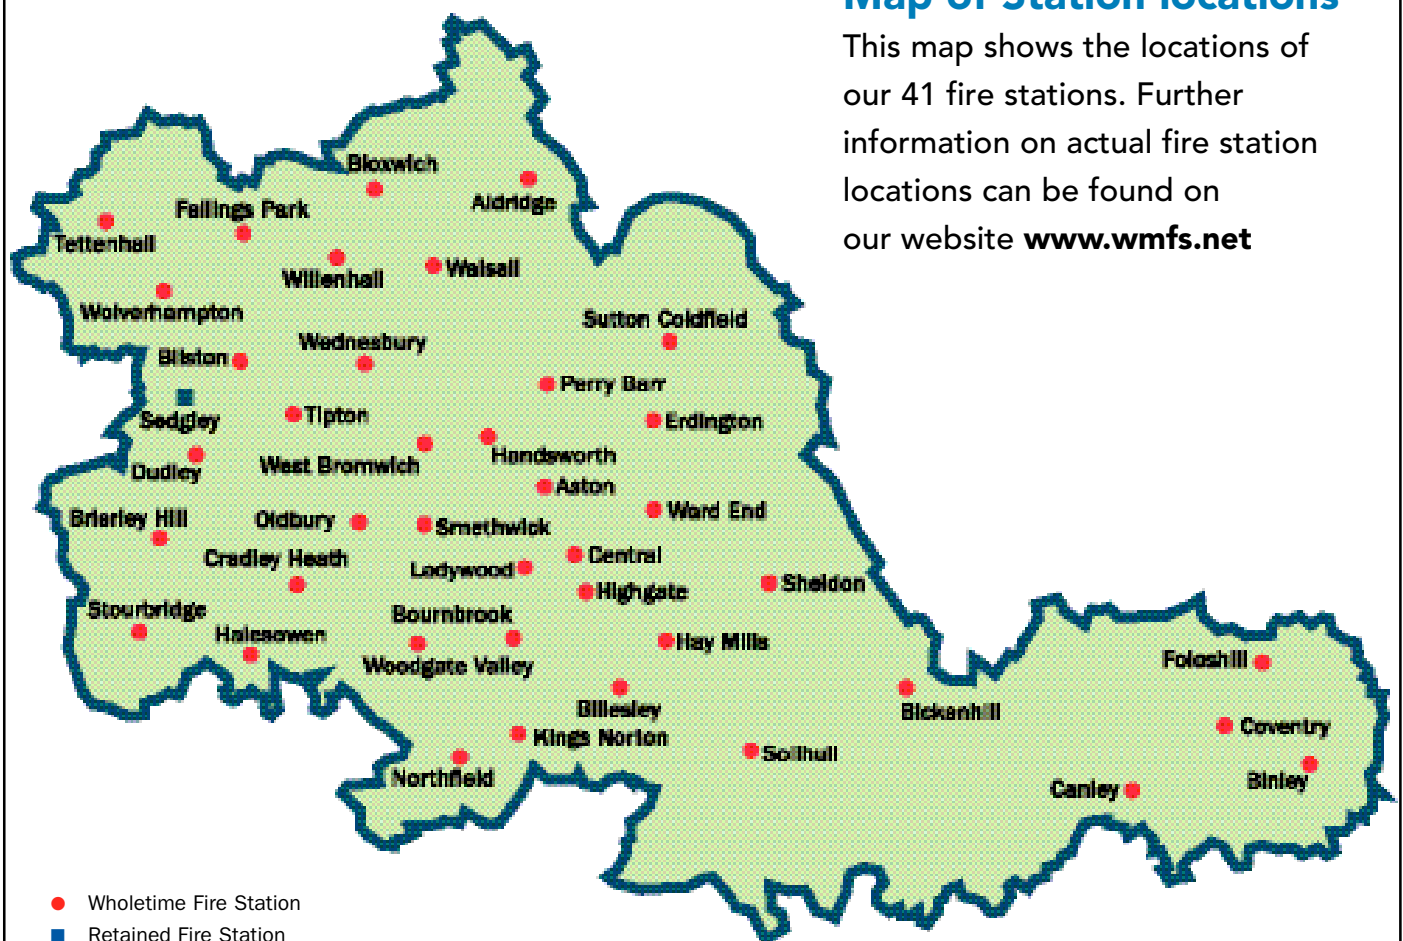 Map of Station locations
This map shows the locations of
our 41 fire stations. Further
information on actual fire station
locations can be found on
our website www.wmfs.net
Bloxwich
Aldridge
Fallings Park
Tettenhall
Willenhall
Walsall
Wolverhampton
Sutton Coldfield
Wednesbury
Bilston
Perry Barr
Sedgley
Tipton
Erdington
Handsworth
West Bromwich
Dudley
Aston
Ward End
Brierley Hill
Oldbury
Smethwick
Central
Cradley Heath
Ladywood
Sheldon
Highgate
Stourbridge
Bournbrook
Halesowen
Hay Mills
Woodgate Valley
Foleshill
Billesley
Bickenhill
Coventry
Kings Norton
Solihull
Northfield
Binley
Canley
Wholetime Fire Station
Retained Fire Station